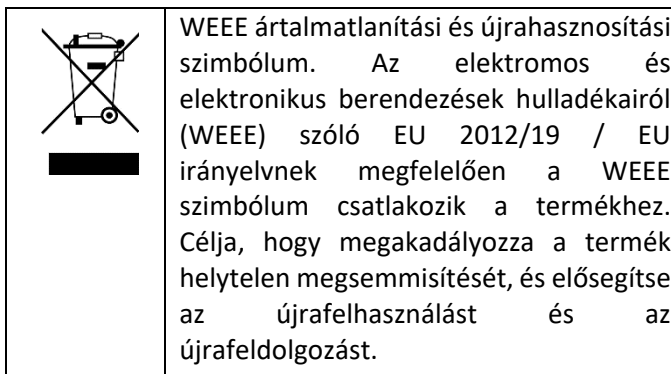 WEEE ártalmatlanítási és újrahasznosítási
szimbólum. Az elektromos és
elektronikus berendezések hulladékairól
(WEEE) szóló EU 2012/19 / EU
irányelvnek megfelelően a WEEE
szimbólum csatlakozik a termékhez.
Célja, hogy megakadályozza a termék
helytelen megsemmisítését, és elősegítse
az újrafelhasználást és az
újrafeldolgozást.